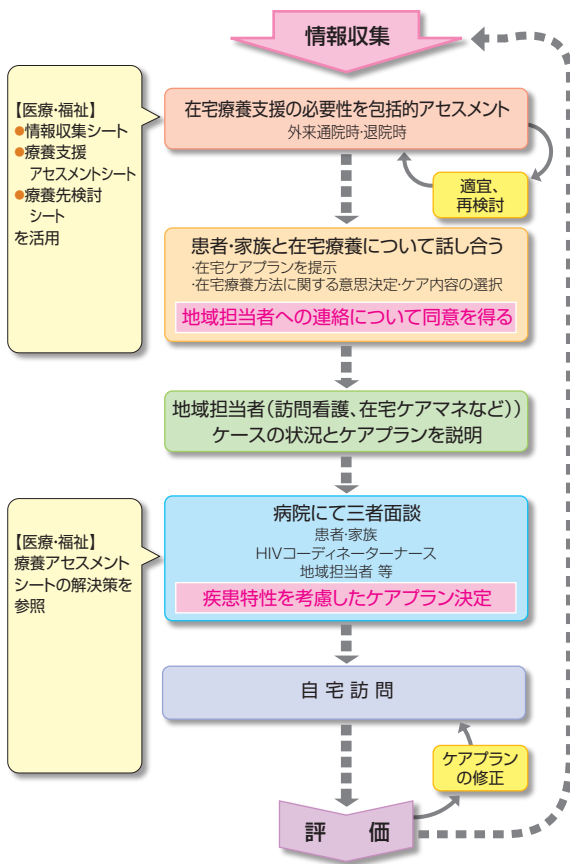 情報収集
【医療・福祉】
●情報収集シート
●療養支援
アセスメントシート
●療養先検討
シート
を活用
在宅療養支援の必要性を包括的アセスメント
外来通院時・退院時
適宜、
再検討
患者・家族と在宅療養について話し合う
・在宅ケアプランを提示
・在宅療養方法に関する意思決定・ケア内容の選択
地域担当者への連絡について同意を得る
地域担当者(訪問看護、在宅ケアマネなど))
ケースの状況とケアプランを説明
【医療・福祉】
療養アセスメント
シートの解決策を
参照
病院にて三者面談
患者・家族
HIVコーディネーターナース
地域担当者 等
疾患特性を考慮したケアプラン決定
自 宅 訪 問
ケアプラン
の修正
評 価